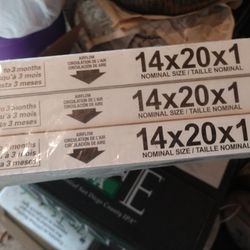 to 3 months
u'à 3 mois
asta 3 meses
AIRFLOW
CIRCULATION DE L'AIR
CIRCULACIÓN DE AIRE
14x20x1
NOMINAL SIZE / TAILLE NOMINAL
3 months
u'à 3 mois
sta 3 meses
AIRFLOW
CIRCULATION DE L'AIR
CIRCULACIÓN DE AIRE
14x20x1
NOMINAL SIZE / TAILLE NOMINAL
3 months
à 3 mois
3 meses
AIRFLOW
CIRCULATION DE L'AIR
CIRCULACIÓN DE AIRE
14x20x1
NOMINAL SIZE / TAILLE NOMINAL
E
San Diego County